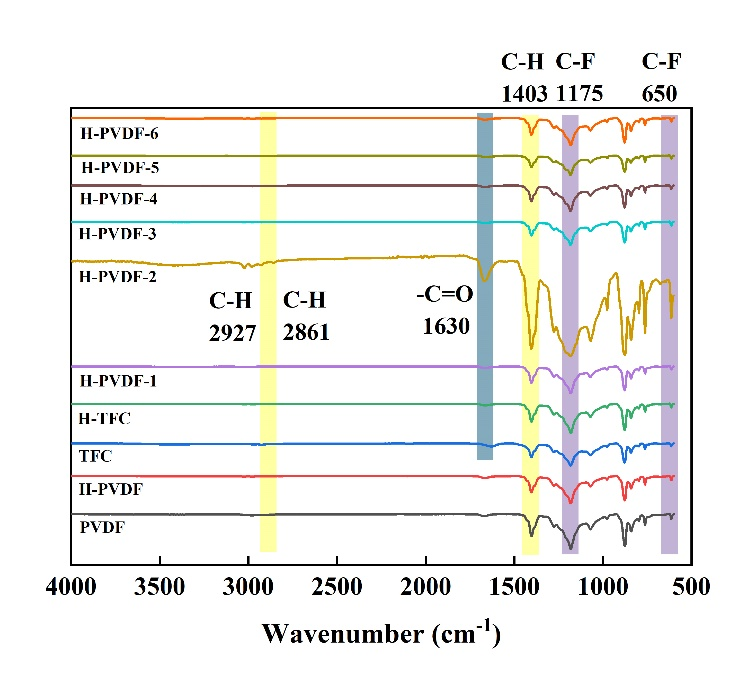 C-H C-F C-F
1403 1175 650
H-PVDF-6
H-PVDF-5
H-PVDF-4
H-PVDF-3
H-PVDF-2
C-H C-H -C=O
2927 2861 1630
H-PVDF-1
H-TFC
TFC
II-PVDF
PVDF
4000 3500 3000 2500 2000 1500 1000 500
Wavenumber (cm⁻¹)